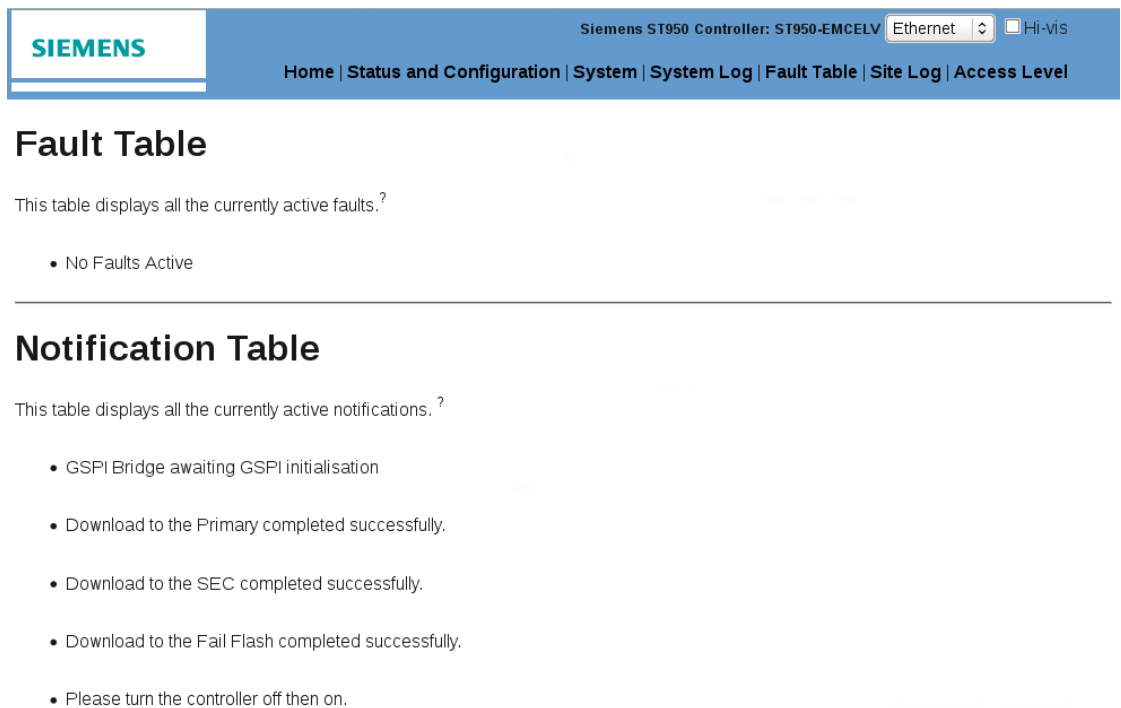 SIEMENS
Siemens ST950 Controller: ST950-EMCELV Ethernet Hi-vis
Home | Status and Configuration | System | System Log | Fault Table | Site Log | Access Level
Fault Table
This table displays all the currently active faults.?
• No Faults Active
Notification Table
This table displays all the currently active notifications. ?
• GSPI Bridge awaiting GSPI initialisation
• Download to the Primary completed successfully.
• Download to the SEC completed successfully.
• Download to the Fail Flash completed successfully.
• Please turn the controller off then on.